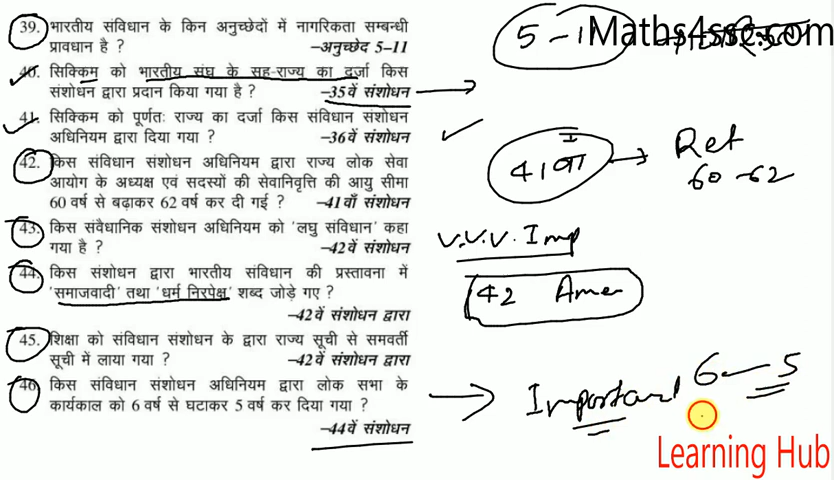 39. भारतीय संविधान के किन अनुच्छेदों में नागरिकता सम्बन्धी
प्रावधान है ? –अनुच्छेद 5-11
40. सिक्किम को भारतीय संघ के सह-राज्य का दर्जा किस
संशोधन द्वारा प्रदान किया गया है ? –35वें संशोधन
41. सिक्किम को पूर्णतः राज्य का दर्जा किस संविधान संशोधन
अधिनियम द्वारा दिया गया ? –36वें संशोधन
42. किस संविधान संशोधन अधिनियम द्वारा राज्य लोक सेवा
आयोग के अध्यक्ष एवं सदस्यों की सेवानिवृत्ति की आयु सीमा
60 वर्ष से बढ़ाकर 62 वर्ष कर दी गई ? –41वाँ संशोधन
43. किस संवैधानिक संशोधन अधिनियम को 'लघु संविधान' कहा
गया है ? –42वें संशोधन
44. किस संशोधन द्वारा भारतीय संविधान की प्रस्तावना में
'समाजवादी' तथा 'धर्म निरपेक्ष' शब्द जोड़े गए ?
–42वें संशोधन द्वारा
45. शिक्षा को संविधान संशोधन के द्वारा राज्य सूची से समवर्ती
सूची में लाया गया ? –42वें संशोधन द्वारा
46. किस संविधान संशोधन अधिनियम द्वारा लोक सभा के
कार्यकाल को 6 वर्ष से घटाकर 5 वर्ष कर दिया गया ?
–44वें संशोधन
5 - 11
Maths4ssc.com
41वाँ
Ret
60 -62
V.V.V. Imp
42 Amen
Important 6 — 5
Learning Hub